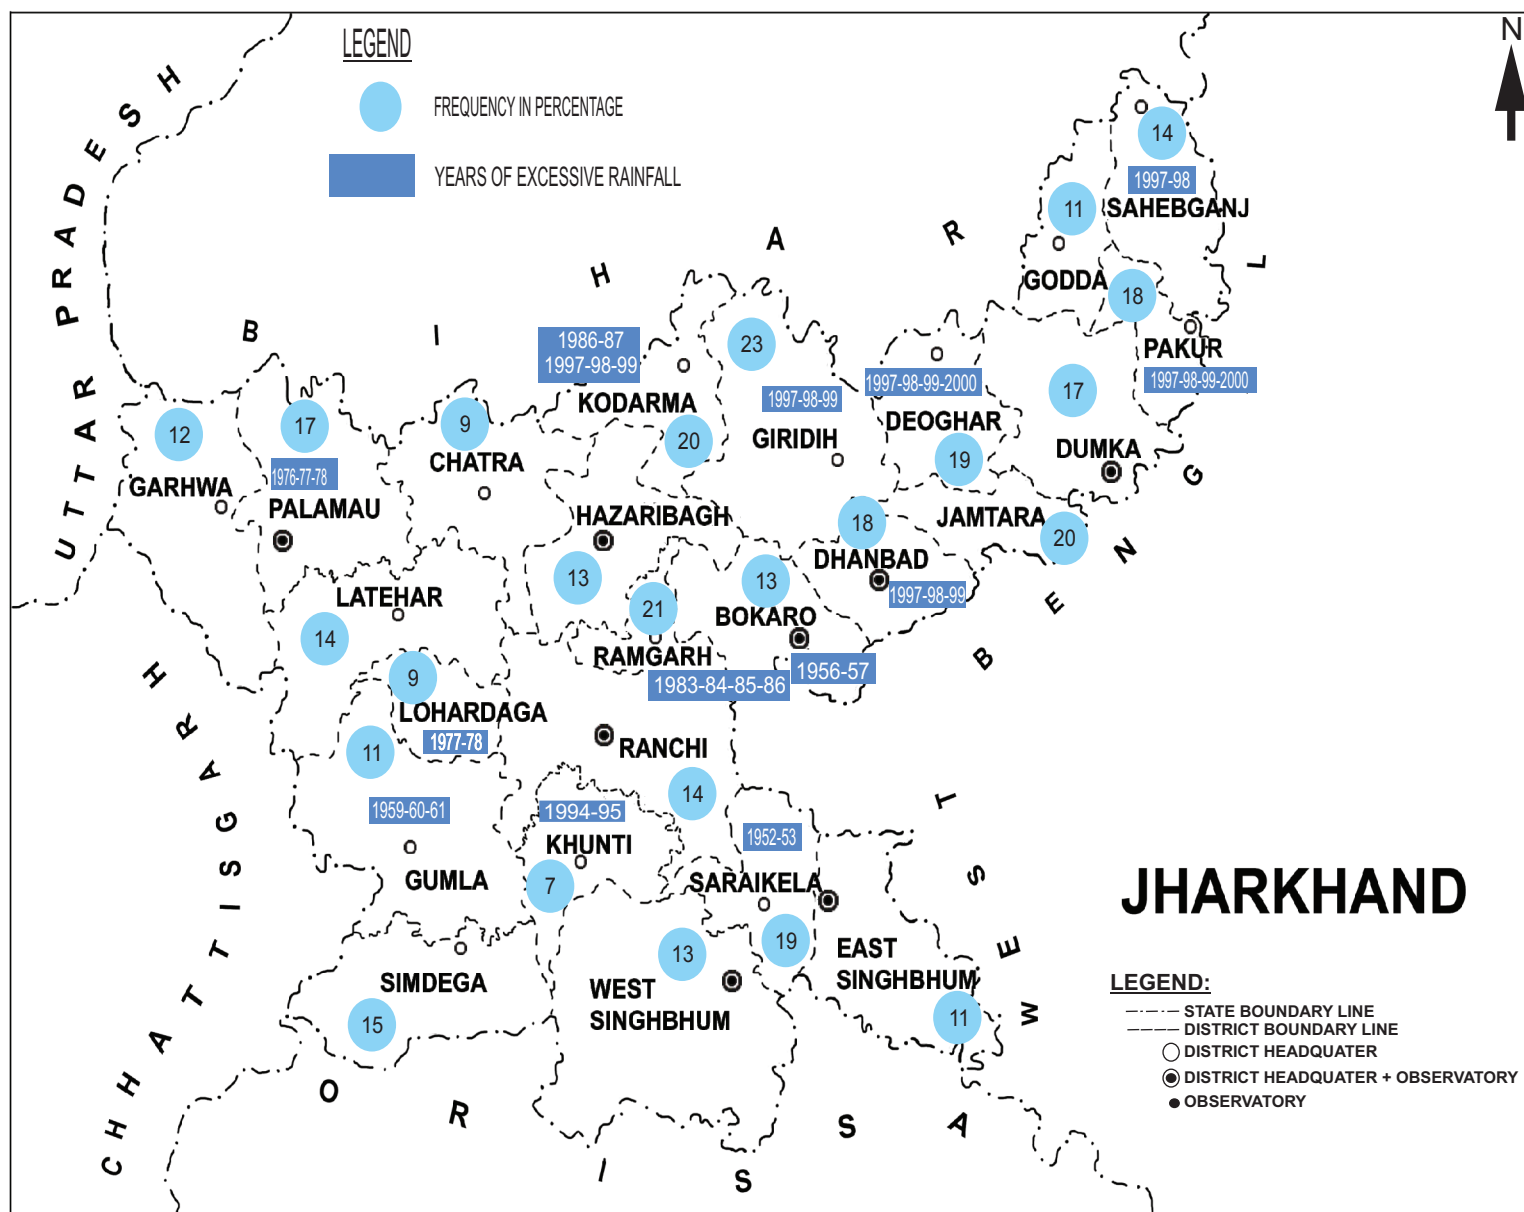 LEGEND
FREQUENCY IN PERCENTAGE
YEARS OF EXCESSIVE RAINFALL
N
UTTAR PRADESH
BIHAR
WEST BENGAL
CHHATTISGARH
ORISSA
14
1997-98
SAHEBGANJ
11
GODDA
18
PAKUR
1997-98-99-2000
1986-87
1997-98-99
KODARMA
20
23
1997-98-99
GIRIDIH
1997-98-99-2000
DEOGHAR
19
17
DUMKA
12
GARHWA
17
1976-77-78
PALAMAU
9
CHATRA
HAZARIBAGH
13
18
DHANBAD
1997-98-99
JAMTARA
20
LATEHAR
14
21
RAMGARH
1983-84-85-86
13
BOKARO
1956-57
9
LOHARDAGA
1977-78
11
1959-60-61
GUMLA
RANCHI
14
1994-95
KHUNTI
7
1952-53
SARAIKELA
19
SIMDEGA
15
13
WEST
SINGHBHUM
EAST
SINGHBHUM
11
JHARKHAND
LEGEND:
STATE BOUNDARY LINE
DISTRICT BOUNDARY LINE
DISTRICT HEADQUATER
DISTRICT HEADQUATER + OBSERVATORY
OBSERVATORY